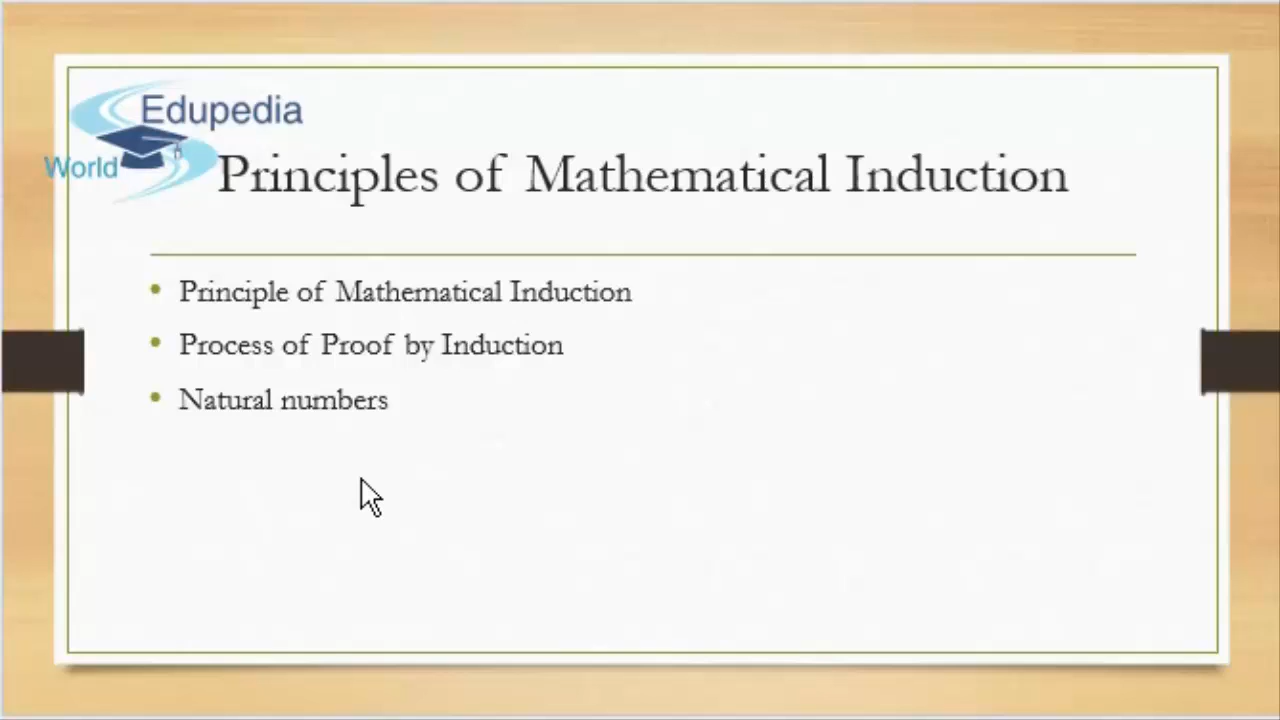 Edupedia
World
Principles of Mathematical Induction
Principle of Mathematical Induction
Process of Proof by Induction
Natural numbers